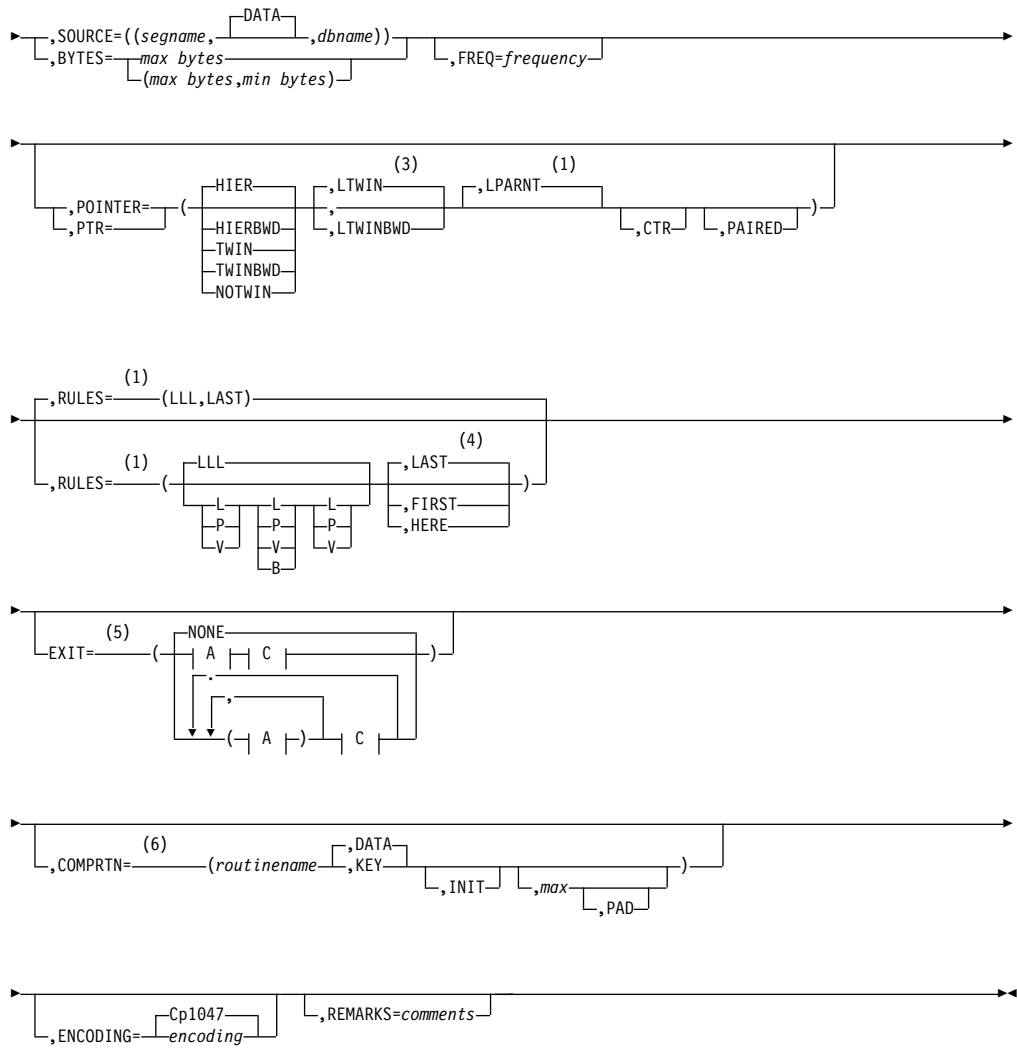 DATA
,SOURCE=((segname, ,dbname))
,BYTES= max bytes ,FREQ=frequency
(max bytes,min bytes)
(3) (1)
HIER ,LTWIN ,LPARNT
,POINTER= ( , )
,PTR= HIERBWD ,LTWINBWD ,CTR ,PAIRED
TWIN
TWINBWD
NOTWIN
(1)
,RULES= (LLL,LAST)
(4)
(1) LLL ,LAST
,RULES= ( )
L L L ,FIRST
P P P ,HERE
V V V
B
(5) NONE
EXIT= ( A C )
.
,
( A ) C
(6) ,DATA
,COMPRTN= (routinename ,KEY )
,INIT ,max
,PAD
Cp1047 ,REMARKS=comments
,ENCODING= encoding